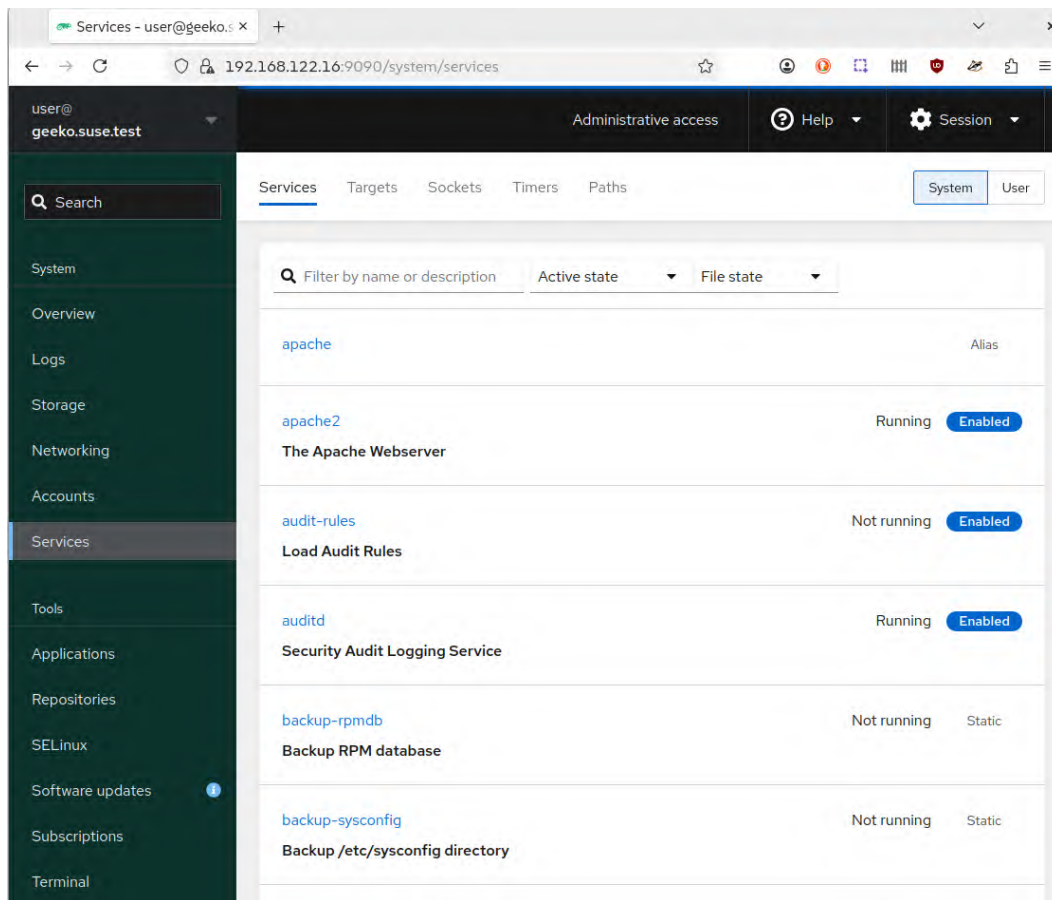 Services - user@geeko.s
192.168.122.16:9090/system/services
user@
geeko.suse.test
Administrative access
Help
Session
Search
Services Targets Sockets Timers Paths
System User
System
Overview
Logs
Storage
Networking
Accounts
Services
Tools
Applications
Repositories
SELinux
Software updates
Subscriptions
Terminal
Filter by name or description Active state File state
apache Alias
apache2 Running Enabled
The Apache Webserver
audit-rules Not running Enabled
Load Audit Rules
auditd Running Enabled
Security Audit Logging Service
backup-rpmdb Not running Static
Backup RPM database
backup-sysconfig Not running Static
Backup /etc/sysconfig directory